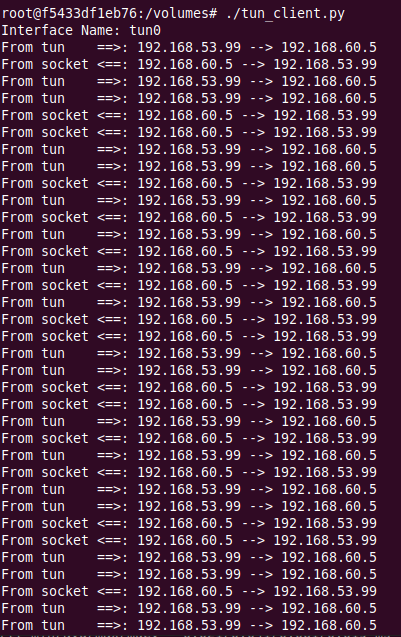 root@f5433df1eb76:/volumes# ./tun_client.py
Interface Name: tun0
From tun    ==>: 192.168.53.99 --> 192.168.60.5
From socket <==: 192.168.60.5 --> 192.168.53.99
From tun    ==>: 192.168.53.99 --> 192.168.60.5
From tun    ==>: 192.168.53.99 --> 192.168.60.5
From socket <==: 192.168.60.5 --> 192.168.53.99
From socket <==: 192.168.60.5 --> 192.168.53.99
From tun    ==>: 192.168.53.99 --> 192.168.60.5
From tun    ==>: 192.168.53.99 --> 192.168.60.5
From socket <==: 192.168.60.5 --> 192.168.53.99
From tun    ==>: 192.168.53.99 --> 192.168.60.5
From socket <==: 192.168.60.5 --> 192.168.53.99
From tun    ==>: 192.168.53.99 --> 192.168.60.5
From socket <==: 192.168.60.5 --> 192.168.53.99
From tun    ==>: 192.168.53.99 --> 192.168.60.5
From socket <==: 192.168.60.5 --> 192.168.53.99
From tun    ==>: 192.168.53.99 --> 192.168.60.5
From socket <==: 192.168.60.5 --> 192.168.53.99
From socket <==: 192.168.60.5 --> 192.168.53.99
From tun    ==>: 192.168.53.99 --> 192.168.60.5
From tun    ==>: 192.168.53.99 --> 192.168.60.5
From socket <==: 192.168.60.5 --> 192.168.53.99
From socket <==: 192.168.60.5 --> 192.168.53.99
From tun    ==>: 192.168.53.99 --> 192.168.60.5
From socket <==: 192.168.60.5 --> 192.168.53.99
From tun    ==>: 192.168.53.99 --> 192.168.60.5
From socket <==: 192.168.60.5 --> 192.168.53.99
From tun    ==>: 192.168.53.99 --> 192.168.60.5
From tun    ==>: 192.168.53.99 --> 192.168.60.5
From socket <==: 192.168.60.5 --> 192.168.53.99
From tun    ==>: 192.168.53.99 --> 192.168.60.5
From tun    ==>: 192.168.53.99 --> 192.168.60.5
From socket <==: 192.168.60.5 --> 192.168.53.99
From tun    ==>: 192.168.53.99 --> 192.168.60.5
From tun    ==>: 192.168.53.99 --> 192.168.60.5